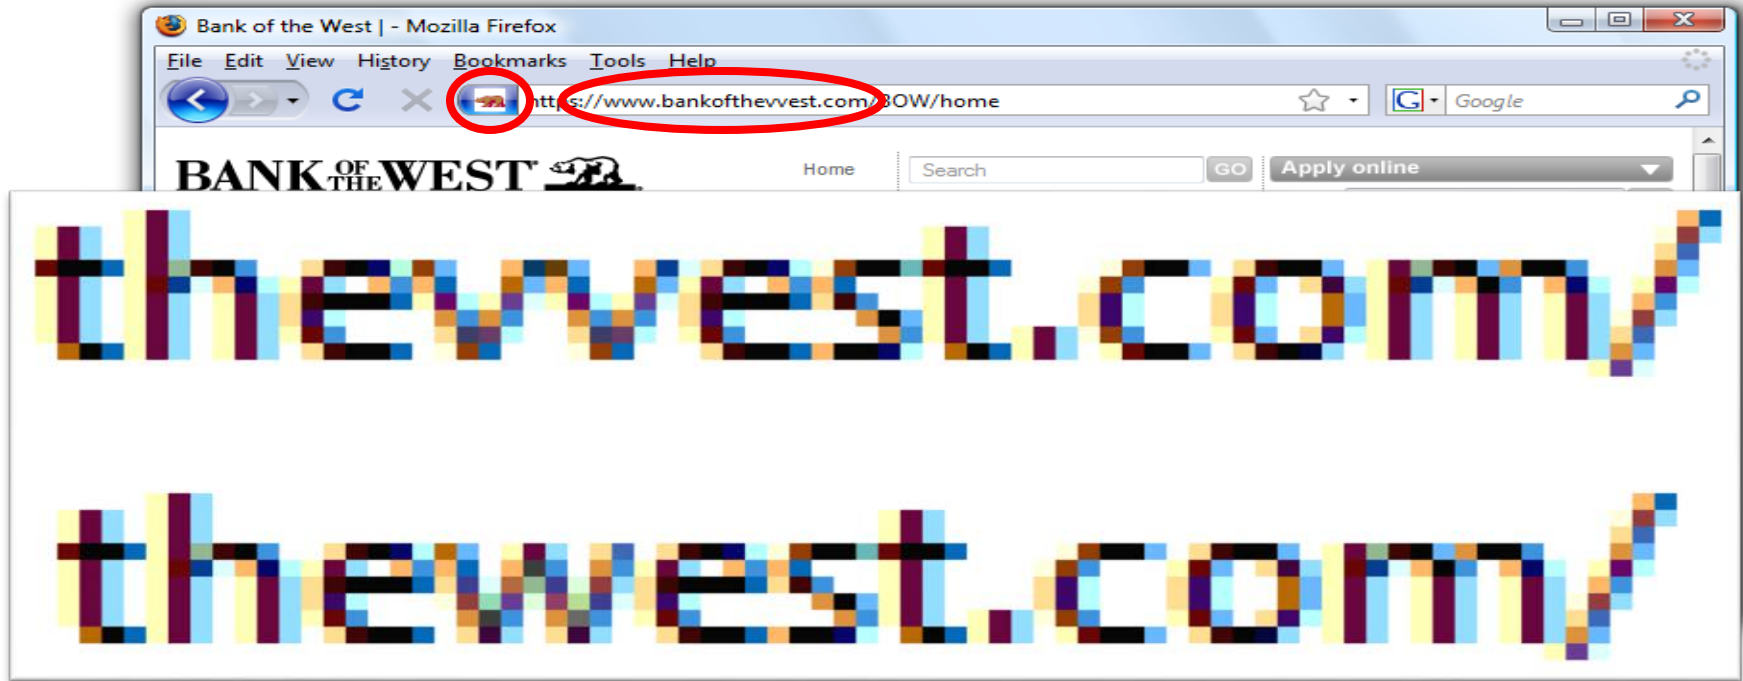 Bank of the West | - Mozilla Firefox
File Edit View History Bookmarks Tools Help
https://www.bankofthevvest.com/BOW/home G Google
BANK OF THE WEST Home Search GO Apply online
thevvest.com/
thewest.com/